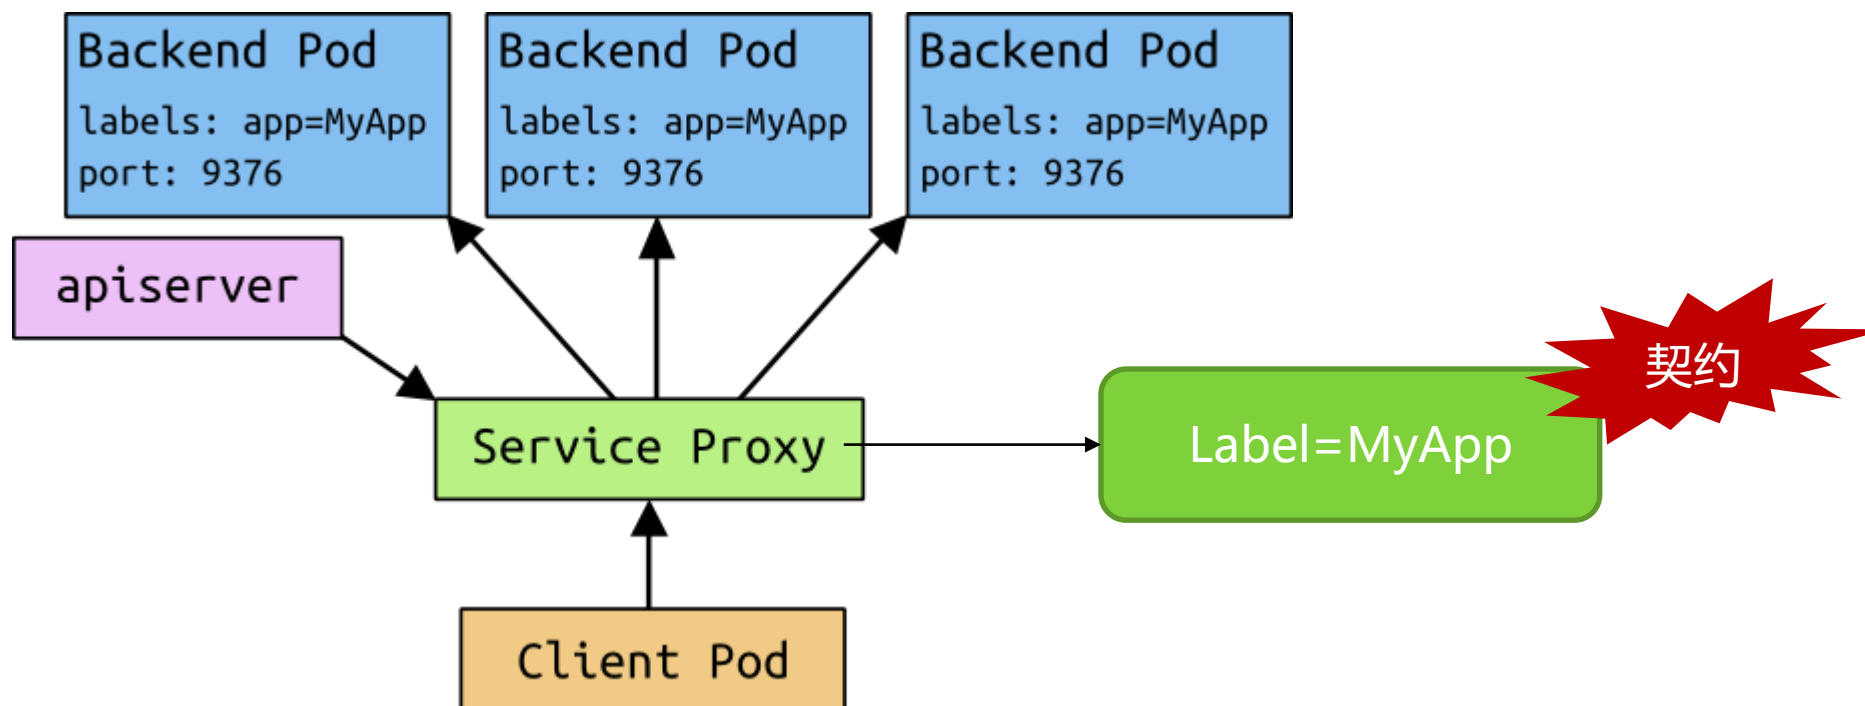 Backend Pod
labels: app=MyApp
port: 9376
Backend Pod
labels: app=MyApp
port: 9376
Backend Pod
labels: app=MyApp
port: 9376
apiserver
契约
Service Proxy
Label=MyApp
Client Pod